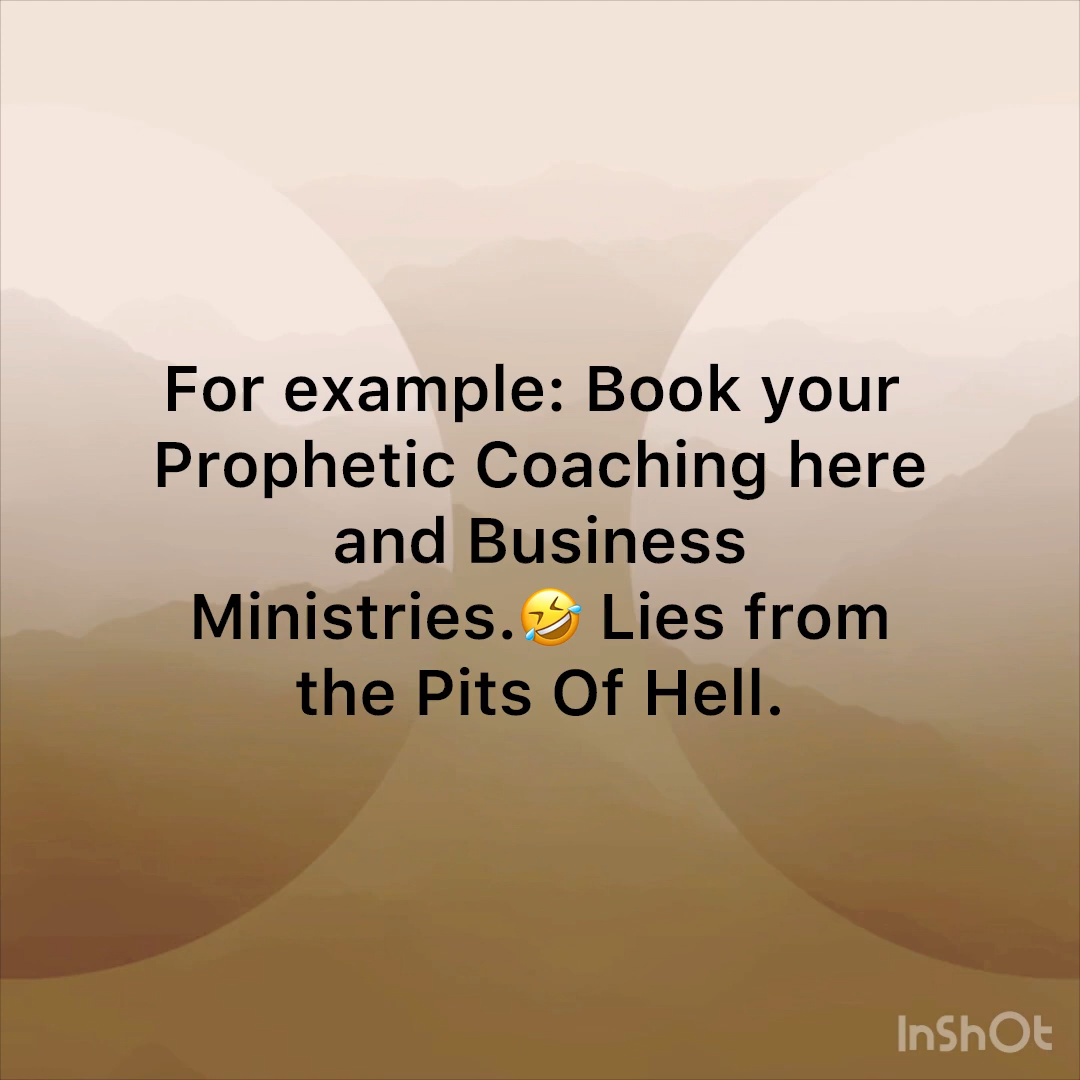 For example: Book your
Prophetic Coaching here
and Business
Ministries.🤣 Lies from
the Pits Of Hell.
InShOt